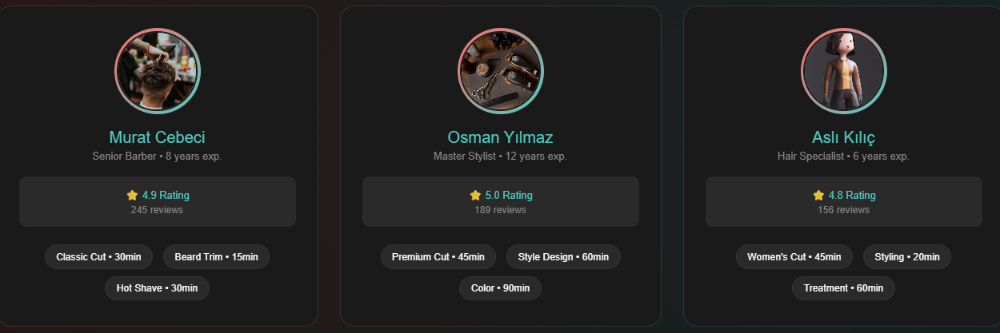 Murat Cebeci
Senior Barber • 8 years exp.
4.9 Rating
245 reviews
Classic Cut • 30min
Beard Trim • 15min
Hot Shave • 30min
Osman Yılmaz
Master Stylist • 12 years exp.
5.0 Rating
189 reviews
Premium Cut • 45min
Style Design • 60min
Color • 90min
Aslı Kılıç
Hair Specialist • 6 years exp.
4.8 Rating
156 reviews
Women's Cut • 45min
Styling • 20min
Treatment • 60min